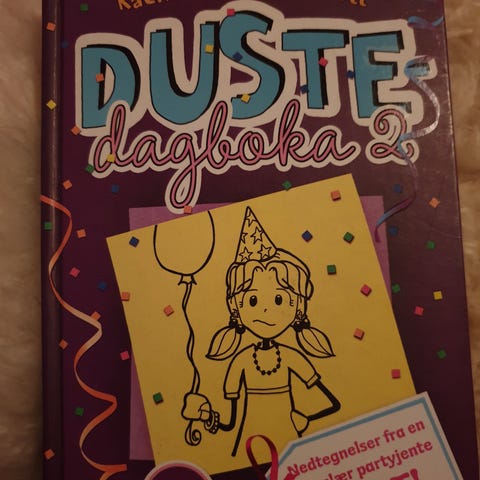 DUSTE
dagboka 2
Nedtegnelser fra en
partyjente